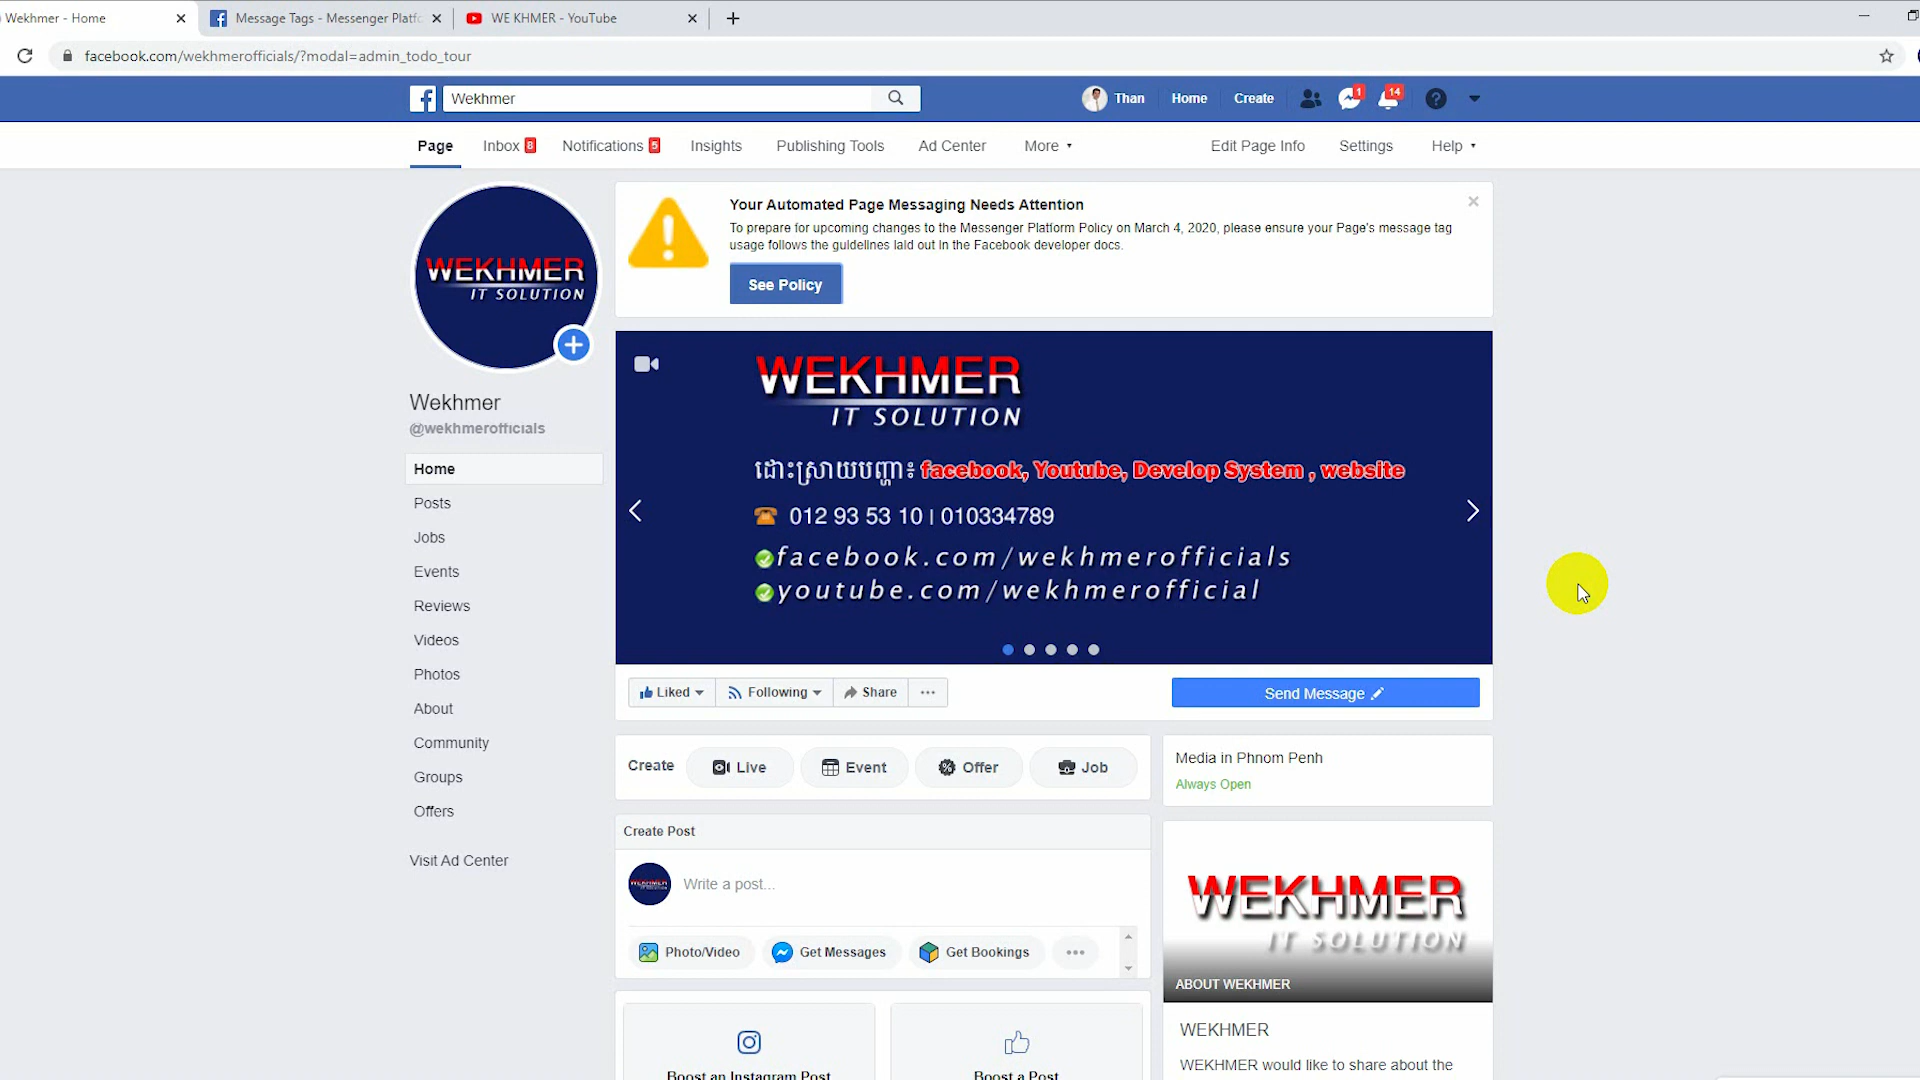 Wekhmer - Home
Message Tags - Messenger Platfo
WE KHMER - YouTube
facebook.com/wekhmerofficials/?modal=admin_todo_tour
Wekhmer
Than
Home
Create
1
14
Page
Inbox 8
Notifications 5
Insights
Publishing Tools
Ad Center
More
Edit Page Info
Settings
Help
WEKHMER
IT SOLUTION
Wekhmer
@wekhmerofficials
Home
Posts
Jobs
Events
Reviews
Videos
Photos
About
Community
Groups
Offers
Visit Ad Center
Your Automated Page Messaging Needs Attention
To prepare for upcoming changes to the Messenger Platform Policy on March 4, 2020, please ensure your Page's message tag
usage follows the guidelines laid out in the Facebook developer docs.
See Policy
WEKHMER
IT SOLUTION
ដោះស្រាយបញ្ហា៖ facebook, Youtube, Develop System , website
012 93 53 10 | 010334789
facebook.com/wekhmerofficials
youtube.com/wekhmerofficial
Liked
Following
Share
Send Message
Create
Live
Event
Offer
Job
Create Post
WEKHMER
Write a post...
Photo/Video
Get Messages
Get Bookings
Boost an Instagram Post
Boost a Post
Media in Phnom Penh
Always Open
WEKHMER
IT SOLUTION
ABOUT WEKHMER
WEKHMER
WEKHMER would like to share about the